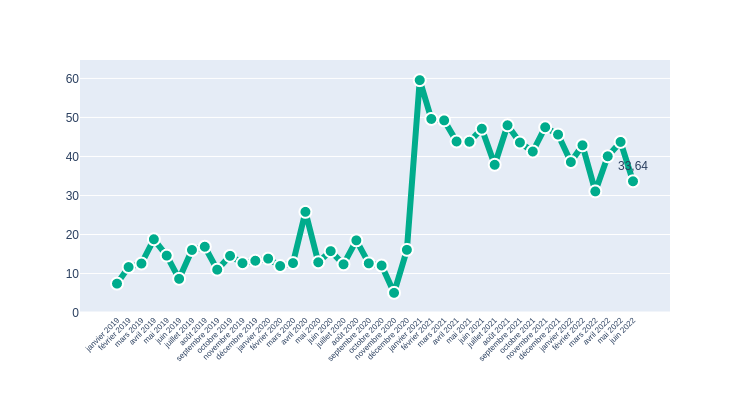 60
50
40
30
20
10
0
33.64
janvier 2019
février 2019
mars 2019
avril 2019
mai 2019
juin 2019
juillet 2019
août 2019
septembre 2019
octobre 2019
novembre 2019
décembre 2019
janvier 2020
février 2020
mars 2020
avril 2020
mai 2020
juin 2020
juillet 2020
août 2020
septembre 2020
octobre 2020
novembre 2020
décembre 2020
janvier 2021
février 2021
mars 2021
avril 2021
mai 2021
juin 2021
juillet 2021
août 2021
septembre 2021
octobre 2021
novembre 2021
décembre 2021
janvier 2022
février 2022
mars 2022
avril 2022
mai 2022
juin 2022